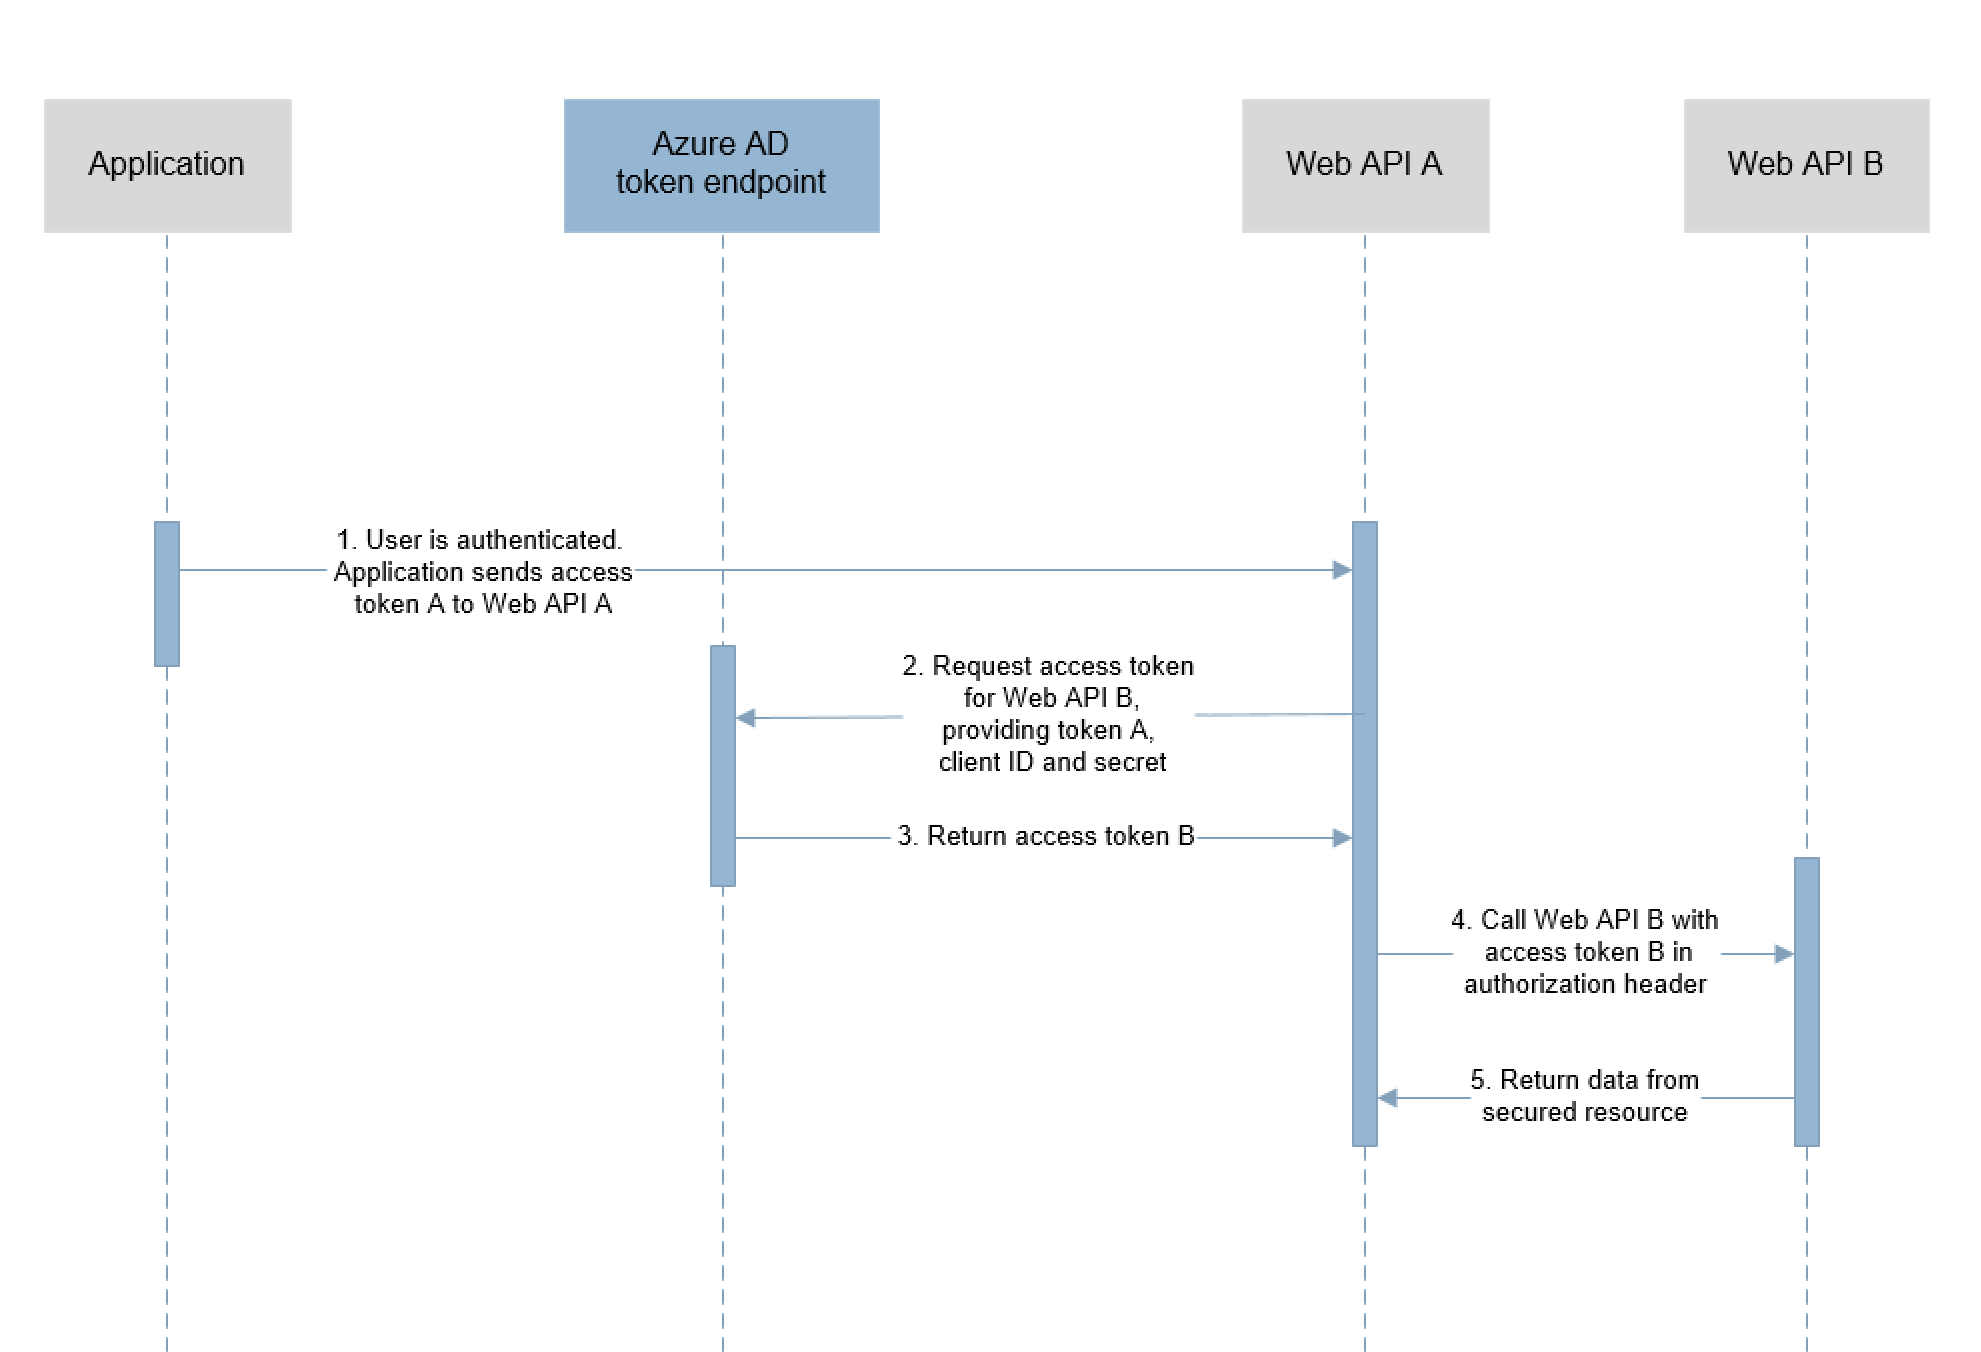 Application
Azure AD
token endpoint
Web API A
Web API B
1. User is authenticated.
Application sends access
token A to Web API A
2. Request access token
for Web API B,
providing token A,
client ID and secret
3. Return access token B
4. Call Web API B with
access token B in
authorization header
5. Return data from
secured resource